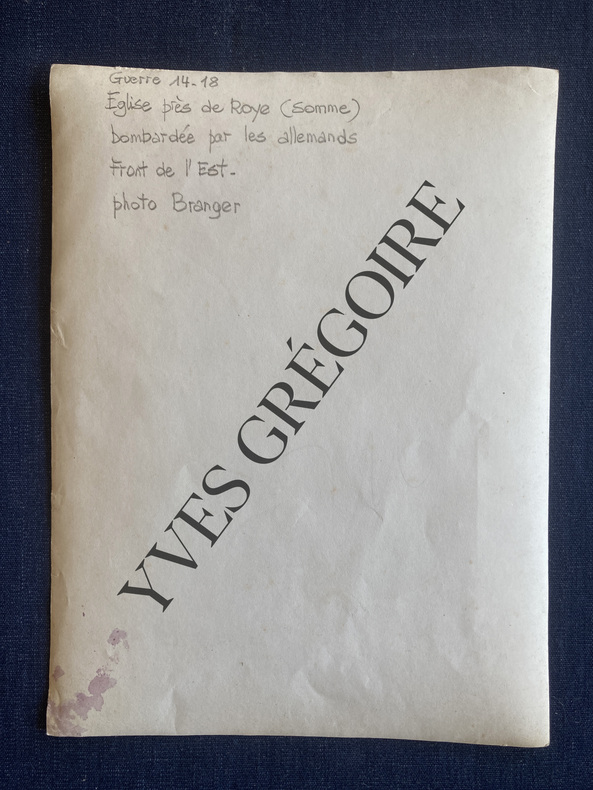 Guerre 14-18
Eglise près de Roye (Somme)
bombardée par les allemands
Front de l'Est-
photo Branger
YVES GRÉGOIRE